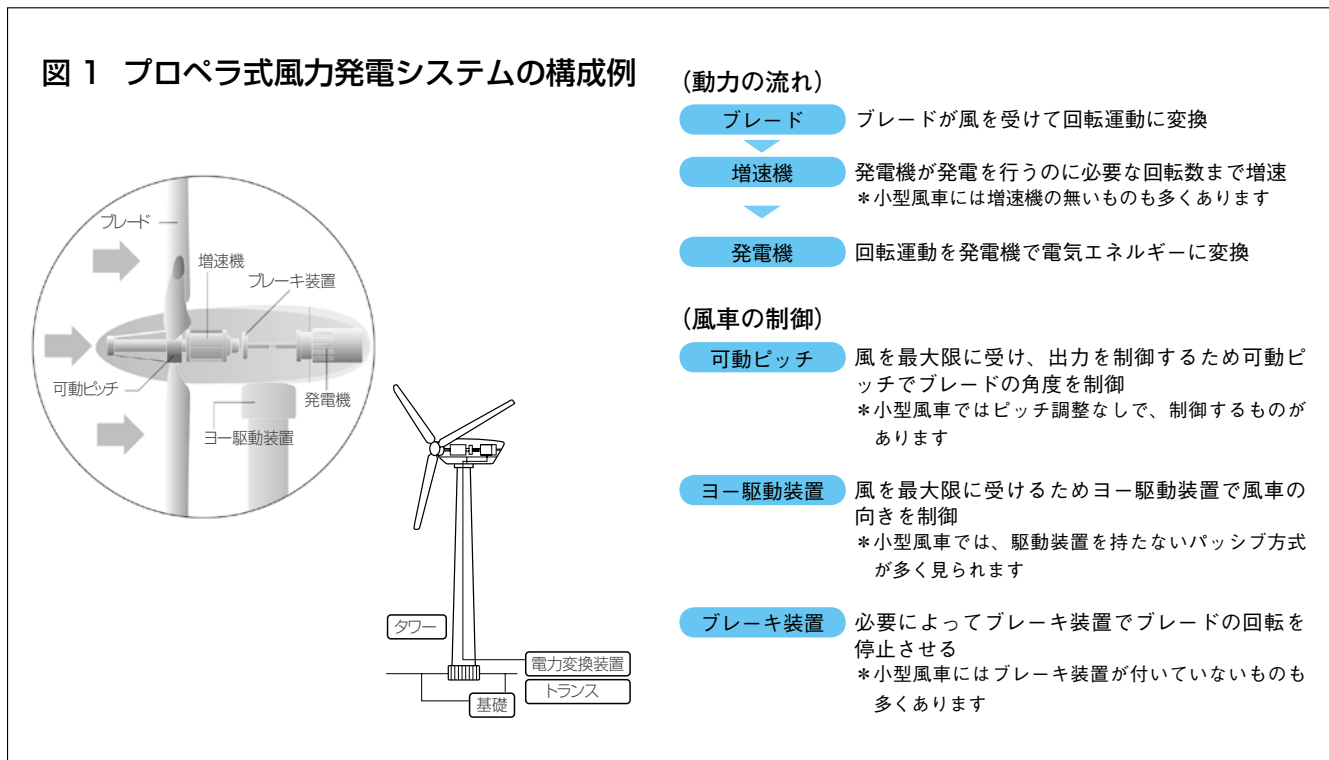 図 1 プロペラ式風力発電システムの構成例
ブレード
増速機
ブレーキ装置
可動ピッチ
発電機
ヨー駆動装置
タワー
電力変換装置
トランス
基礎
(動力の流れ)
ブレード ブレードが風を受けて回転運動に変換
増速機 発電機が発電を行うのに必要な回転数まで増速
＊小型風車には増速機の無いものも多くあります
発電機 回転運動を発電機で電気エネルギーに変換
(風車の制御)
可動ピッチ 風を最大限に受け、出力を制御するため可動ピ
ッチでブレードの角度を制御
＊小型風車ではピッチ調整なしで、制御するものが
あります
ヨー駆動装置 風を最大限に受けるためヨー駆動装置で風車の
向きを制御
＊小型風車では、駆動装置を持たないパッシブ方式
が多く見られます
ブレーキ装置 必要によってブレーキ装置でブレードの回転を
停止させる
＊小型風車にはブレーキ装置が付いていないものも
多くあります